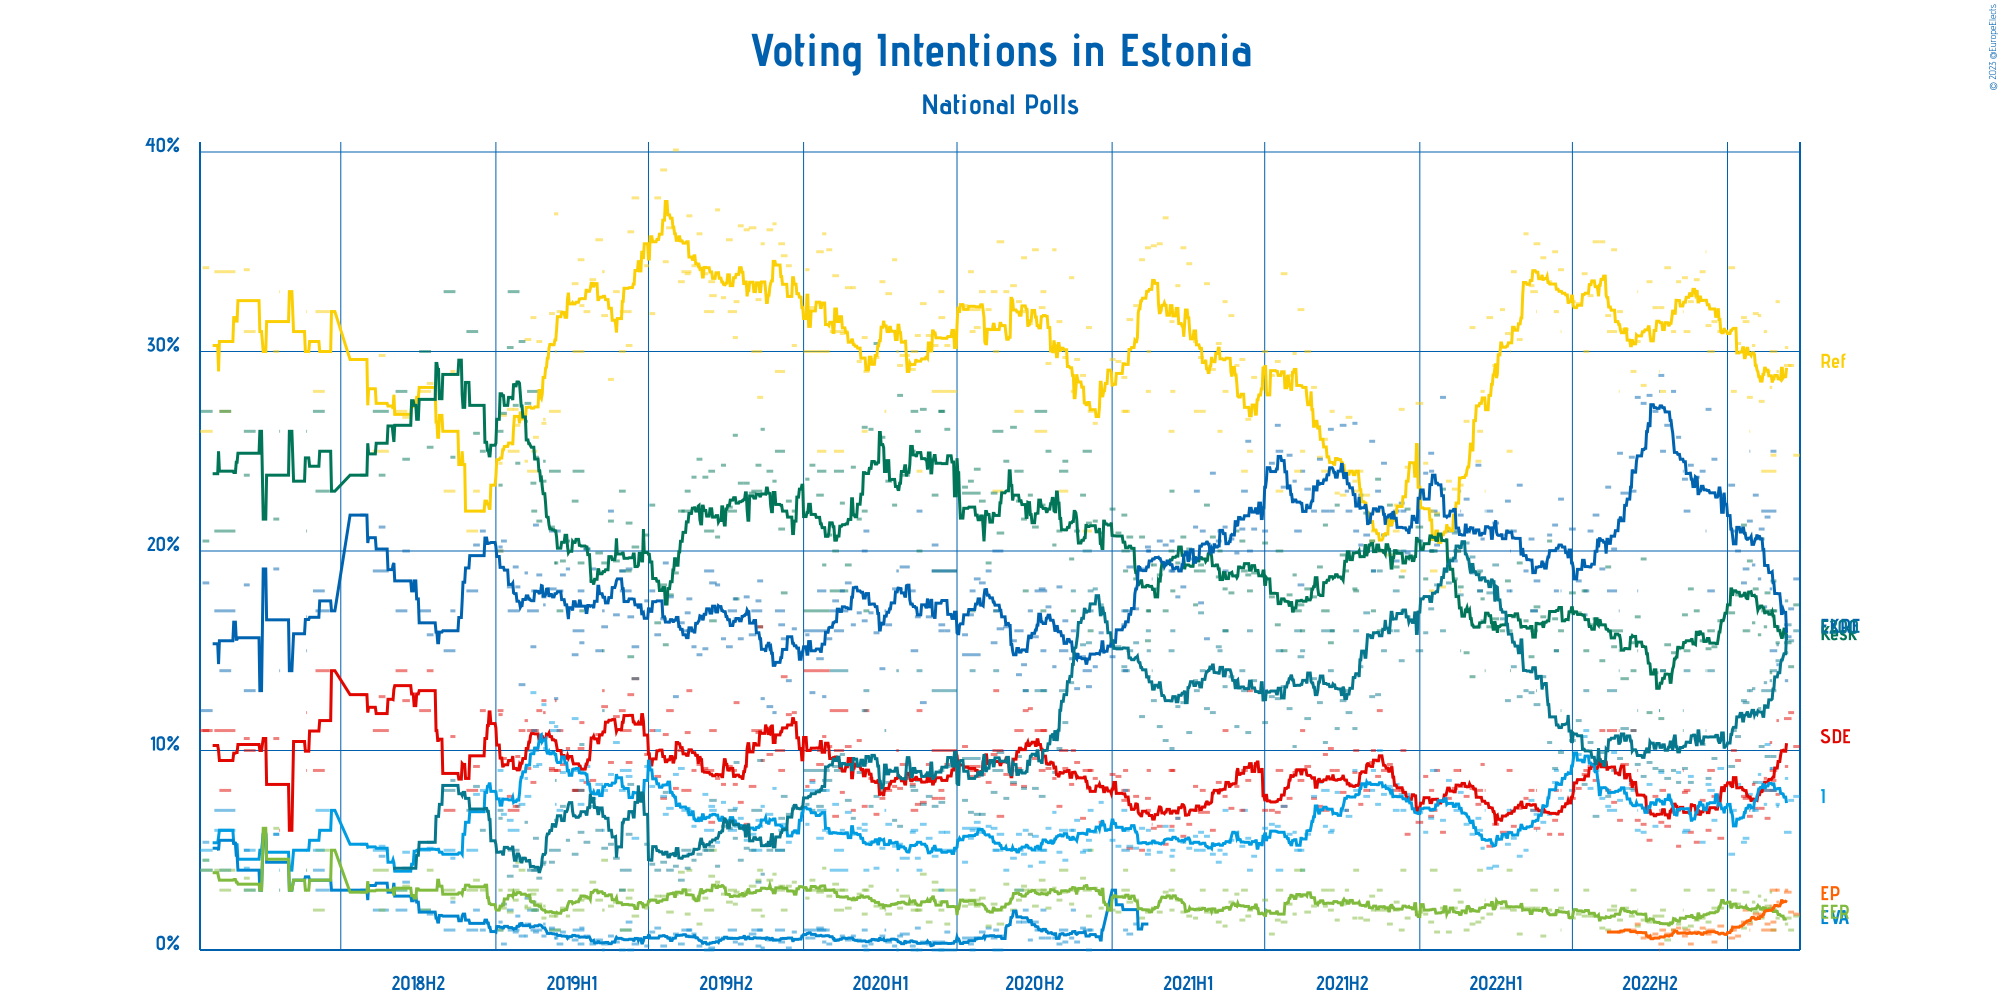 © 2023 @EuropeElects
Voting Intentions in Estonia
National Polls
40%
30%
20%
10%
0%
Ref
Kesk
SDE
I
EP
EVA
2018H2
2019H1
2019H2
2020H1
2020H2
2021H1
2021H2
2022H1
2022H2